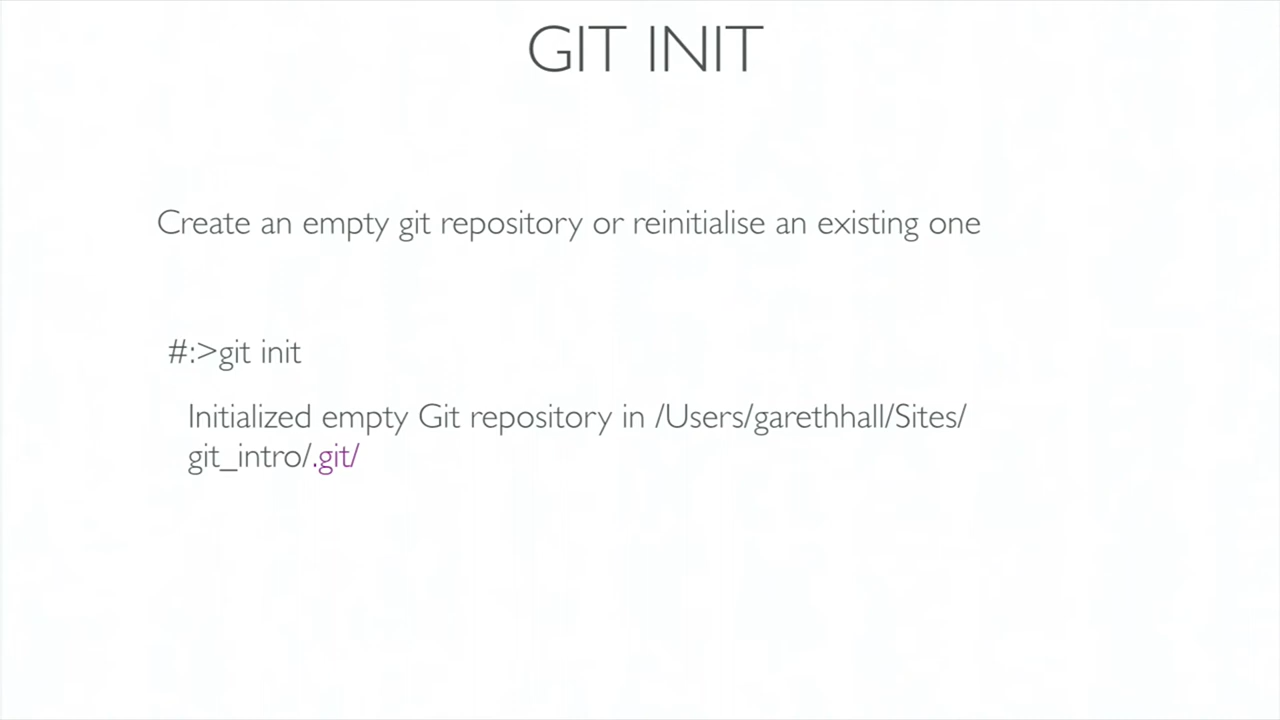 GIT INIT
Create an empty git repository or reinitialise an existing one
#:>git init
Initialized empty Git repository in /Users/garethhall/Sites/
git_intro/.git/